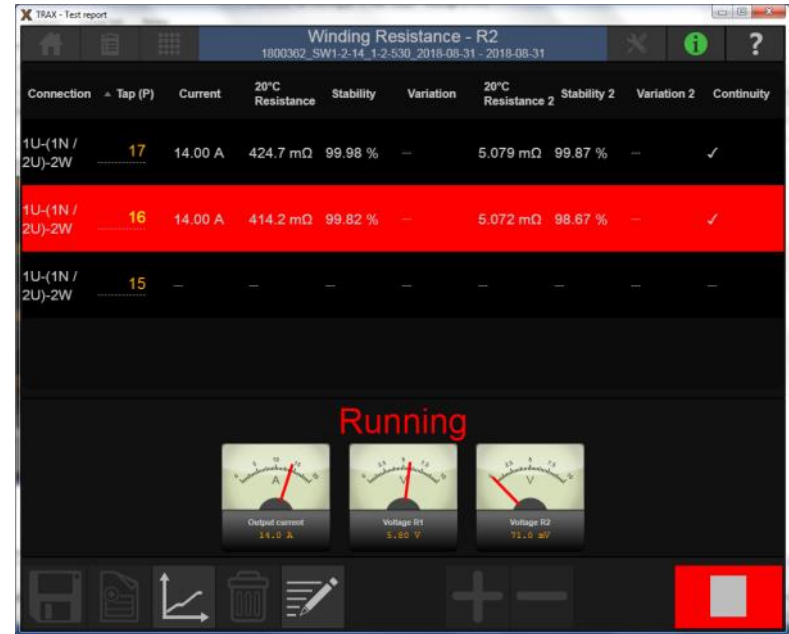 TRAX - Test report
Winding Resistance - R2
1800362_SW1-2-14_1-2-530_2018-08-31 - 2018-08-31
i ?
Connection Tap (P) Current 20°C Resistance Stability Variation 20°C Resistance 2 Stability 2 Variation 2 Continuity
1U-(1N / 2U)-2W 17 14.00 A 424.7 mΩ 99.98 % — 5.079 mΩ 99.87 % — ✓
1U-(1N / 2U)-2W 16 14.00 A 414.2 mΩ 99.82 % — 5.072 mΩ 98.67 % — ✓
1U-(1N / 2U)-2W 15 — — — — — — — —
Running
A V V
Output current Voltage R1 Voltage R2
14.0 A 5.80 V 71.0 mV